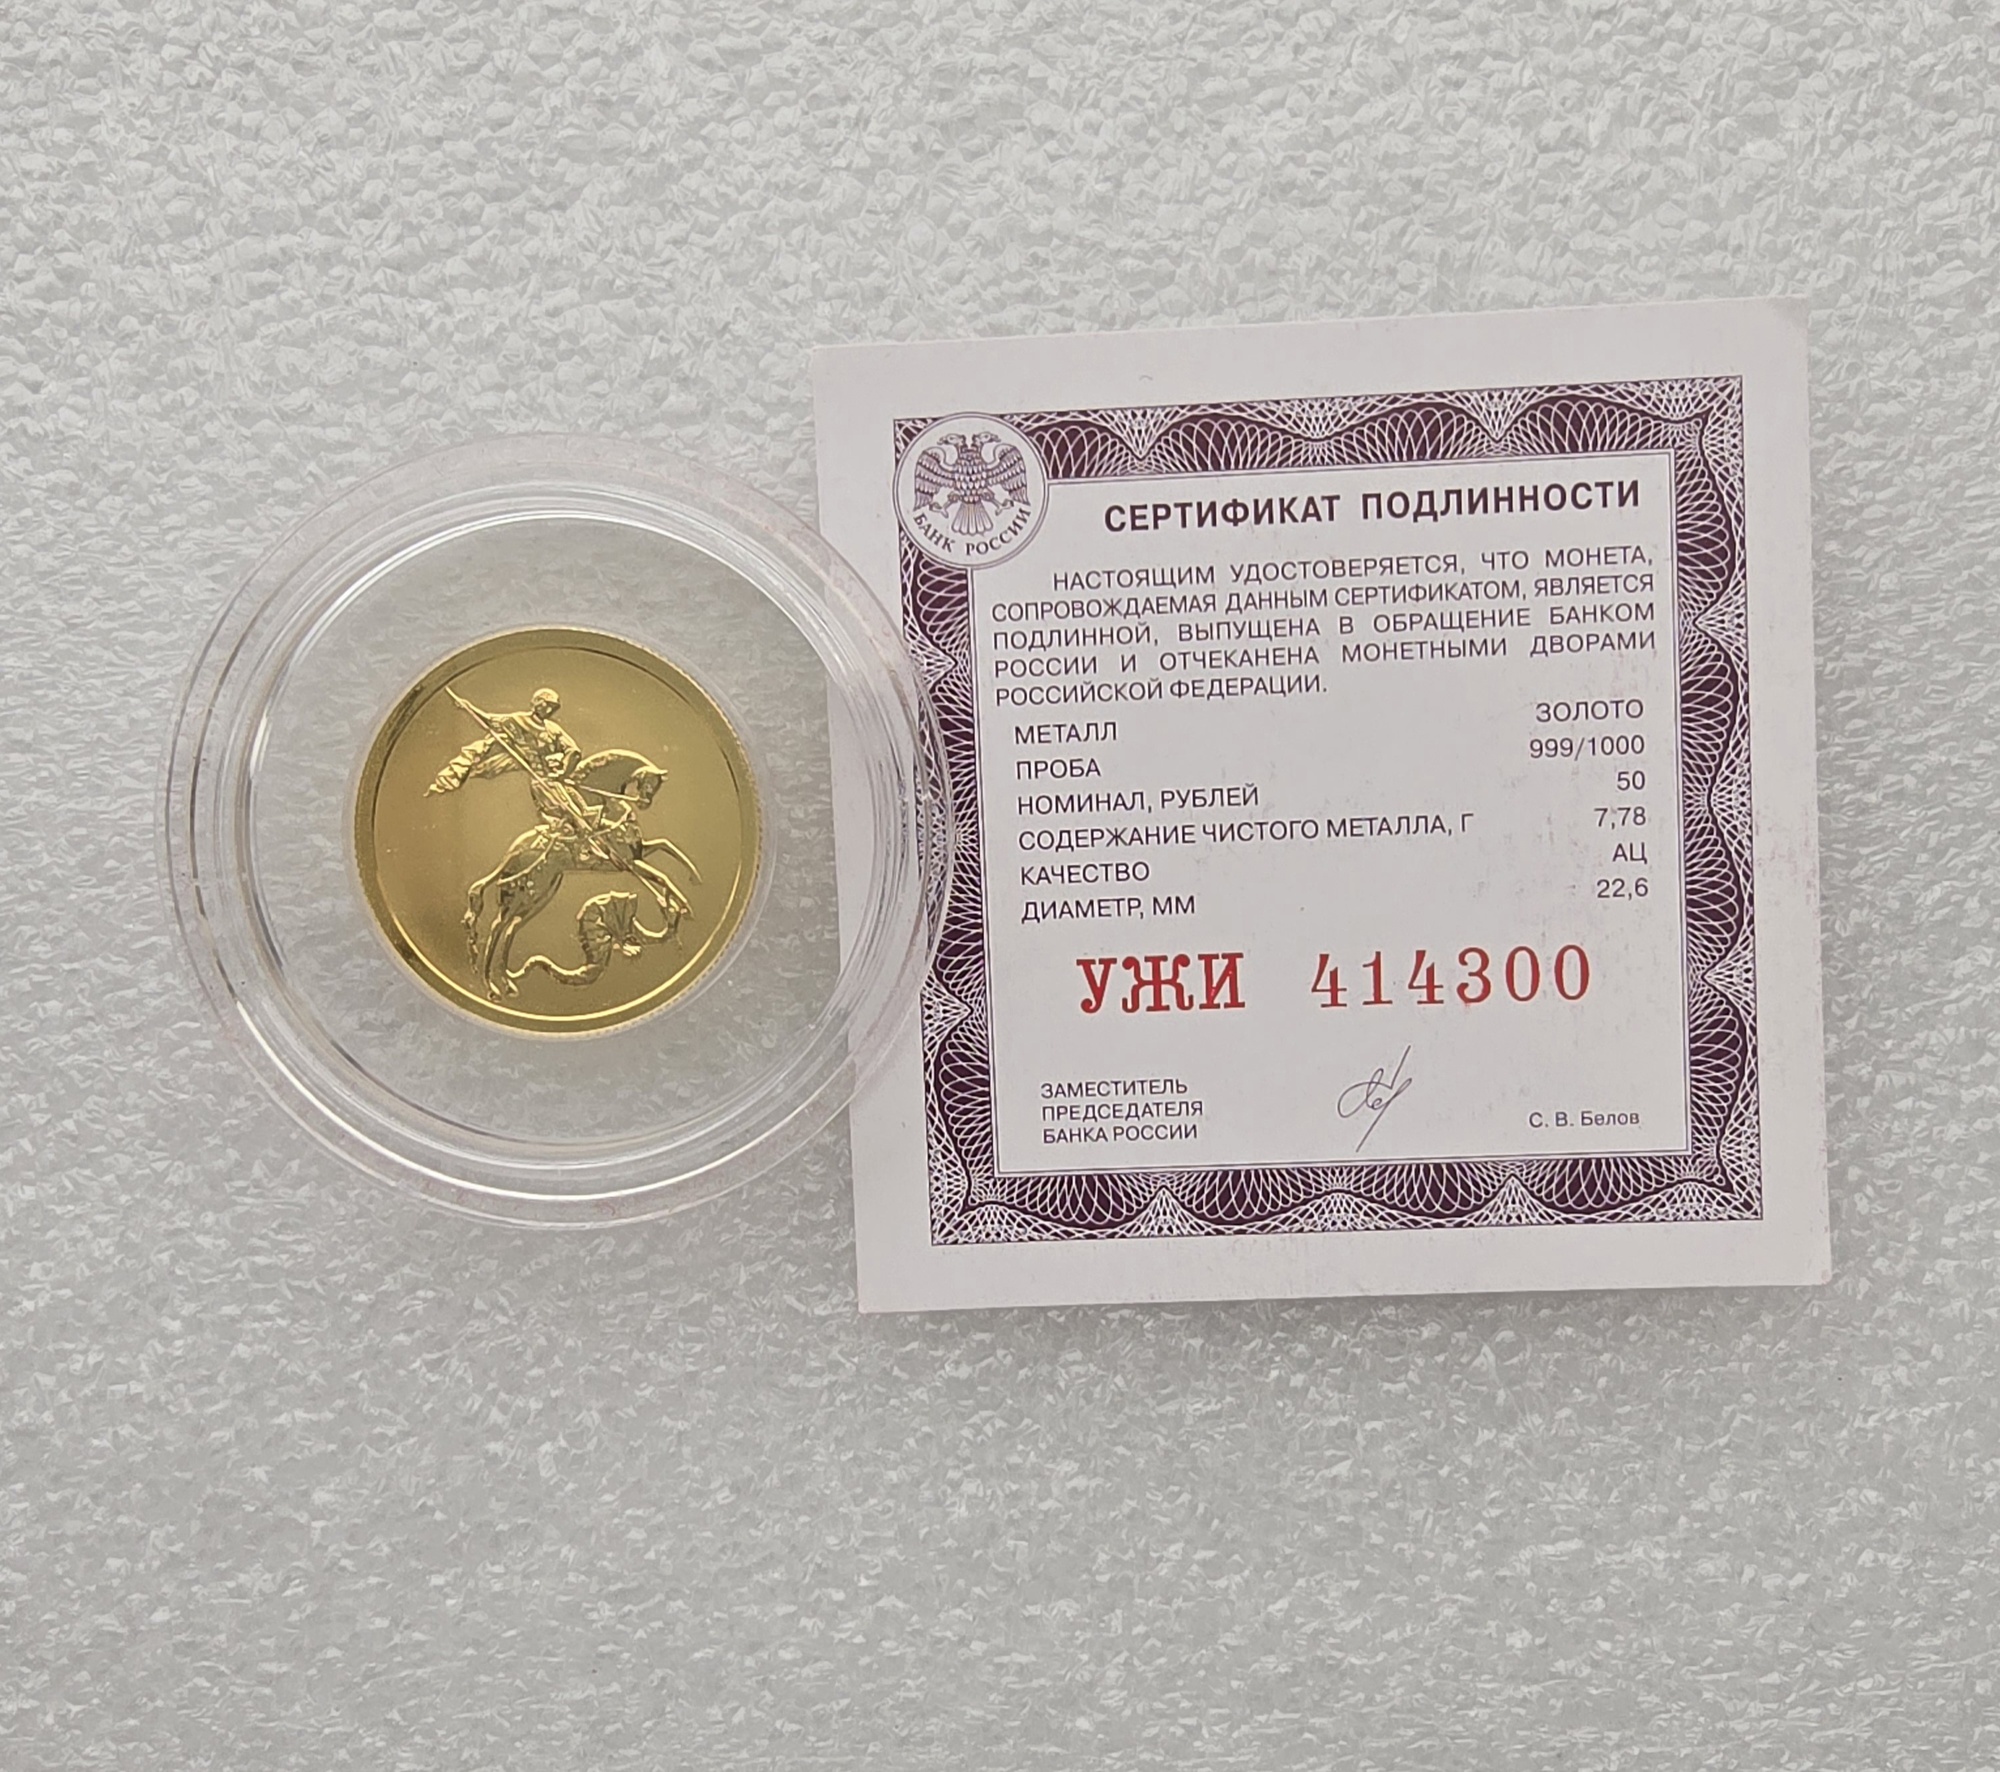 БАНК РОССИИ
СЕРТИФИКАТ ПОДЛИННОСТИ
НАСТОЯЩИМ УДОСТОВЕРЯЕТСЯ, ЧТО МОНЕТА,
СОПРОВОЖДАЕМАЯ ДАННЫМ СЕРТИФИКАТОМ, ЯВЛЯЕТСЯ
ПОДЛИННОЙ, ВЫПУЩЕНА В ОБРАЩЕНИЕ БАНКОМ
РОССИИ И ОТЧЕКАНЕНА МОНЕТНЫМИ ДВОРАМИ
РОССИЙСКОЙ ФЕДЕРАЦИИ.
МЕТАЛЛ ЗОЛОТО
ПРОБА 999/1000
НОМИНАЛ, РУБЛЕЙ 50
СОДЕРЖАНИЕ ЧИСТОГО МЕТАЛЛА, Г 7,78
КАЧЕСТВО АЦ
ДИАМЕТР, ММ 22,6
УЖИ 414300
ЗАМЕСТИТЕЛЬ
ПРЕДСЕДАТЕЛЯ
БАНКА РОССИИ С. В. Белов